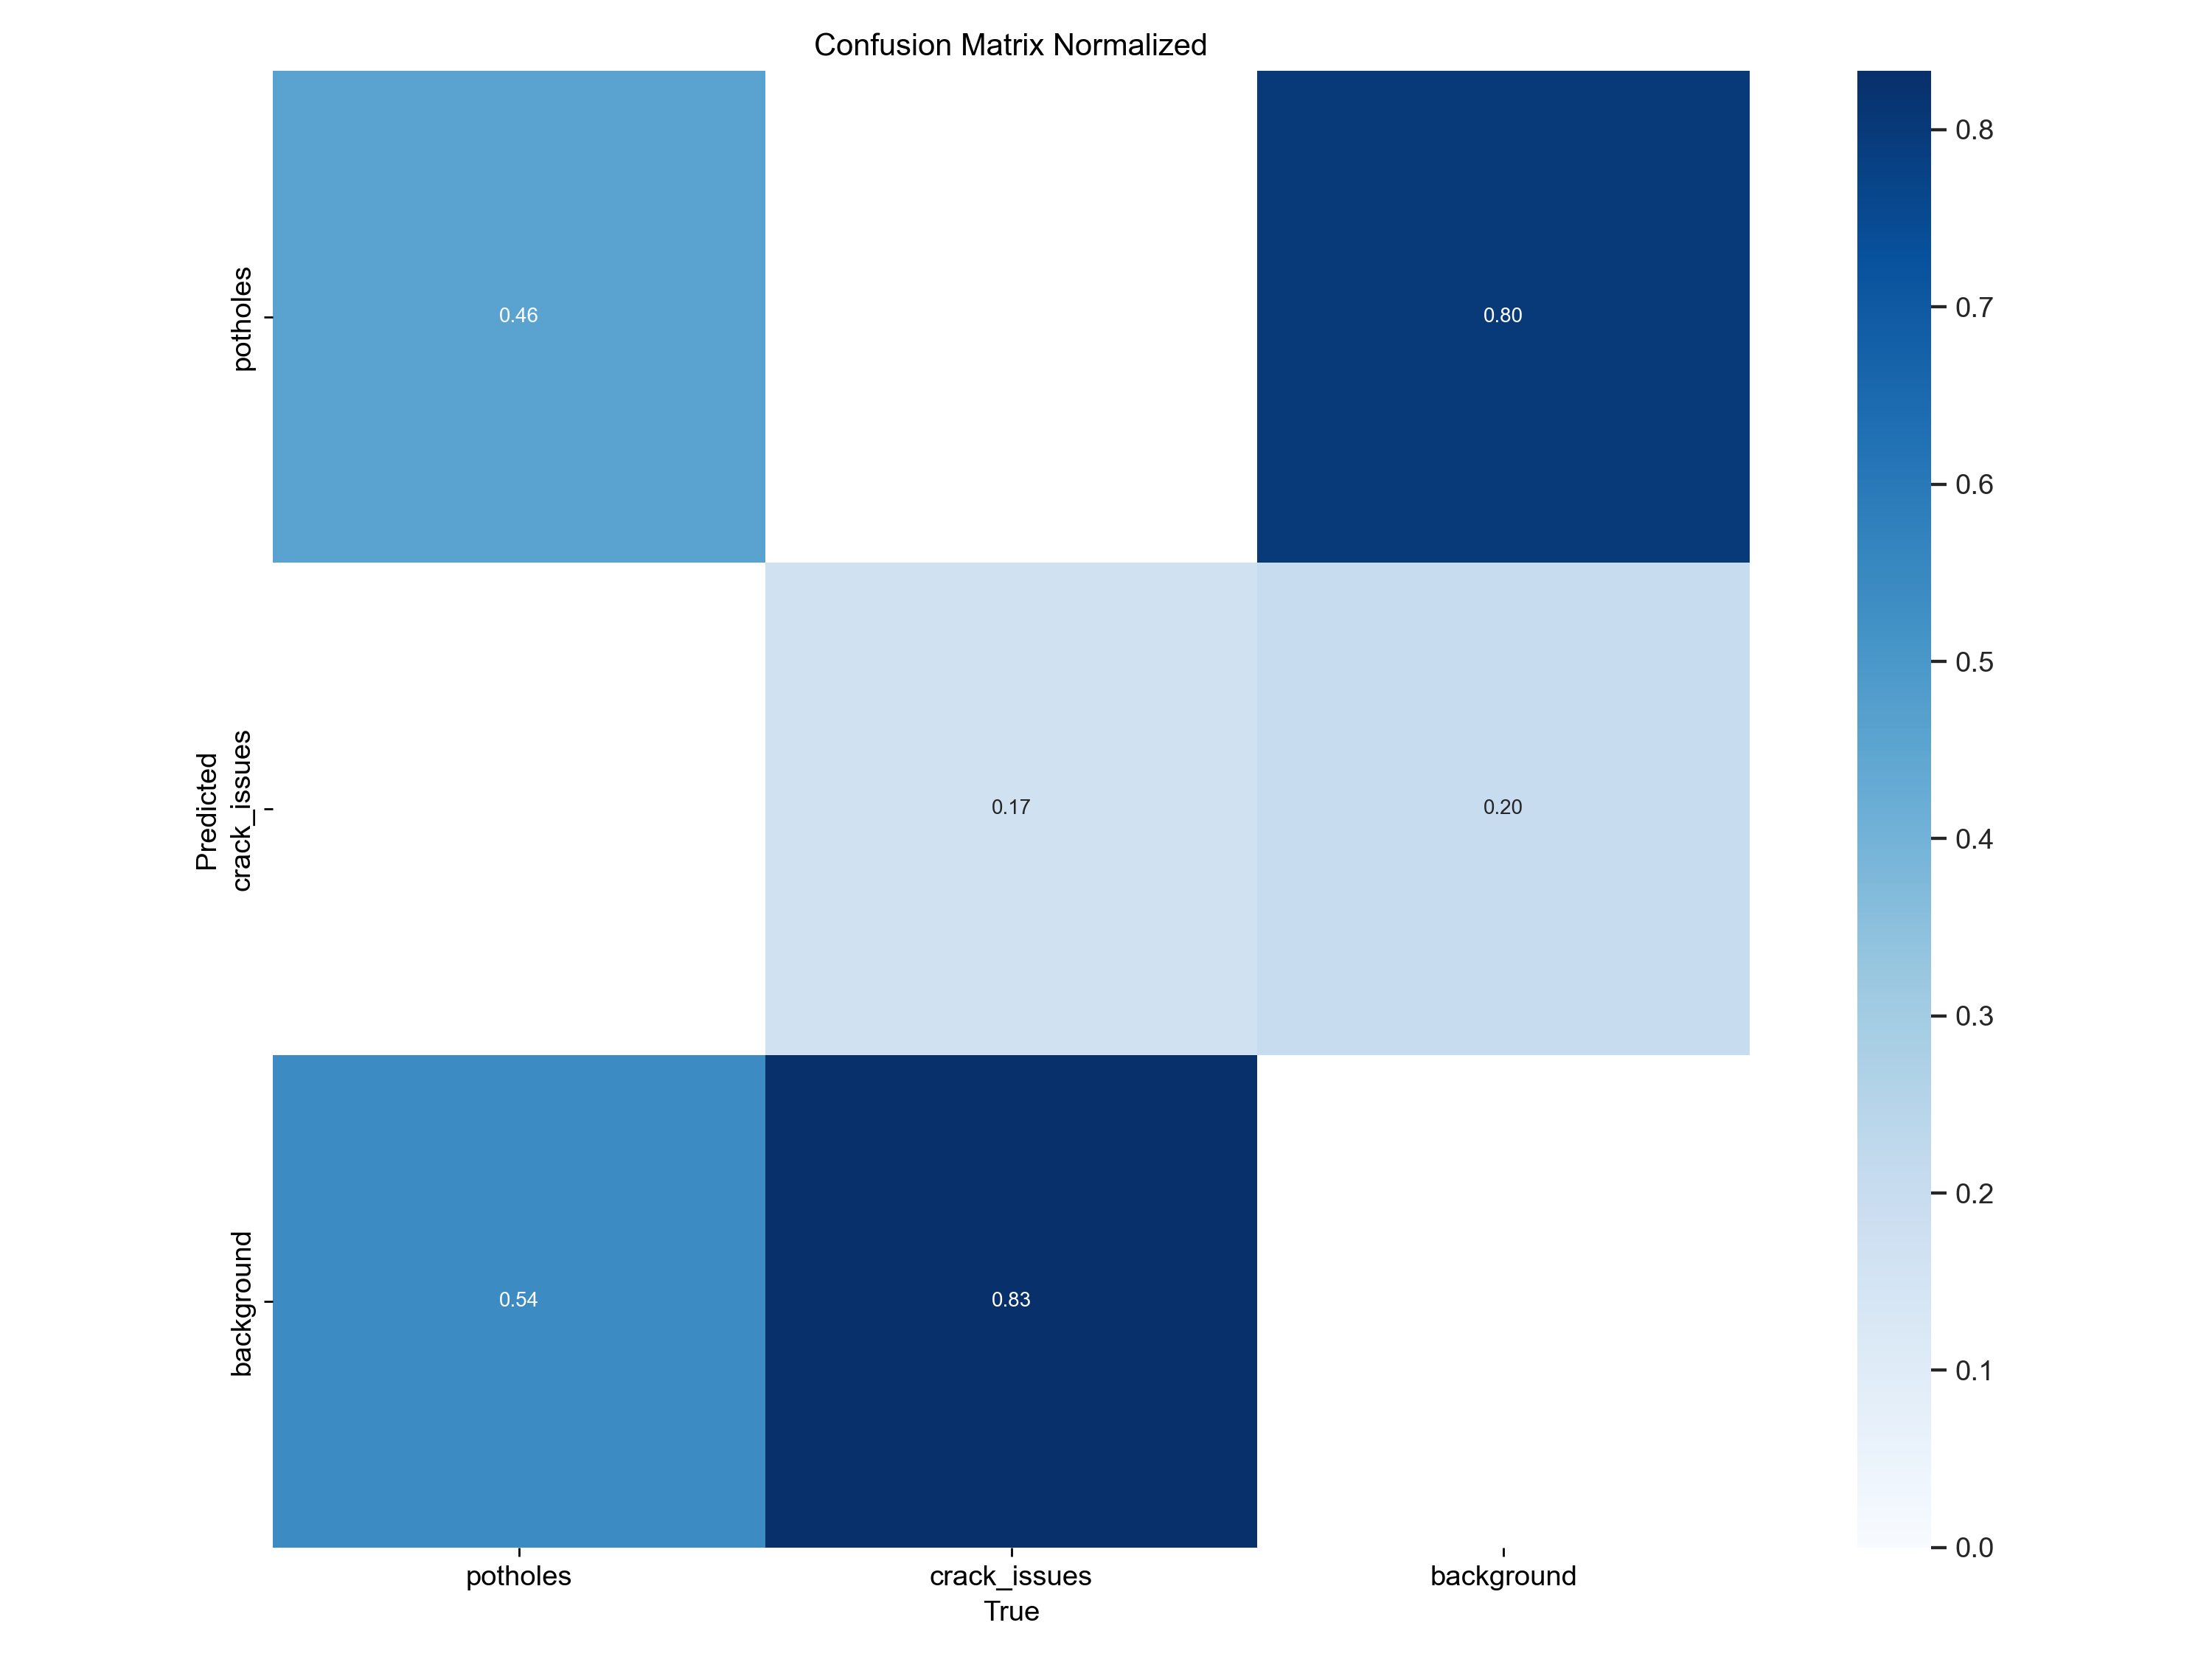 Confusion Matrix Normalized
potholes
crack_issues
background
Predicted
0.46
0.80
0.17
0.20
0.54
0.83
potholes
crack_issues
background
True
0.8
0.7
0.6
0.5
0.4
0.3
0.2
0.1
0.0